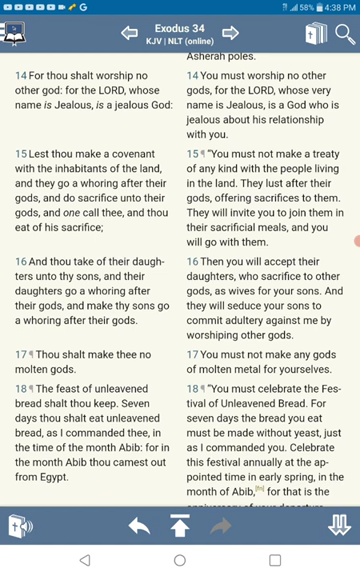 58% 4:38 PM
Exodus 34
KJV | NLT (online)
14 For thou shalt worship no
other god: for the LORD, whose
name is Jealous, is a jealous God:
15 Lest thou make a covenant
with the inhabitants of the land,
and they go a whoring after their
gods, and do sacrifice unto their
gods, and one call thee, and thou
eat of his sacrifice;
16 And thou take of their daugh-
ters unto thy sons, and their
daughters go a whoring after
their gods, and make thy sons go
a whoring after their gods.
17 ¶ Thou shalt make thee no
molten gods.
18 ¶ The feast of unleavened
bread shalt thou keep. Seven
days thou shalt eat unleavened
bread, as I commanded thee, in
the time of the month Abib: for in
the month Abib thou camest out
from Egypt.
Asherah poles.
14 You must worship no other
gods, for the LORD, whose very
name is Jealous, is a God who is
jealous about his relationship
with you.
15 ¶ “You must not make a treaty
of any kind with the people living
in the land. They lust after their
gods, offering sacrifices to them.
They will invite you to join them in
their sacrificial meals, and you
will go with them.
16 Then you will accept their
daughters, who sacrifice to other
gods, as wives for your sons. And
they will seduce your sons to
commit adultery against me by
worshiping other gods.
17 You must not make any gods
of molten metal for yourselves.
18 ¶ “You must celebrate the Fes-
tival of Unleavened Bread. For
seven days the bread you eat
must be made without yeast, just
as I commanded you. Celebrate
this festival annually at the ap-
pointed time in early spring, in the
month of Abib, for that is the
anniversary of your departure